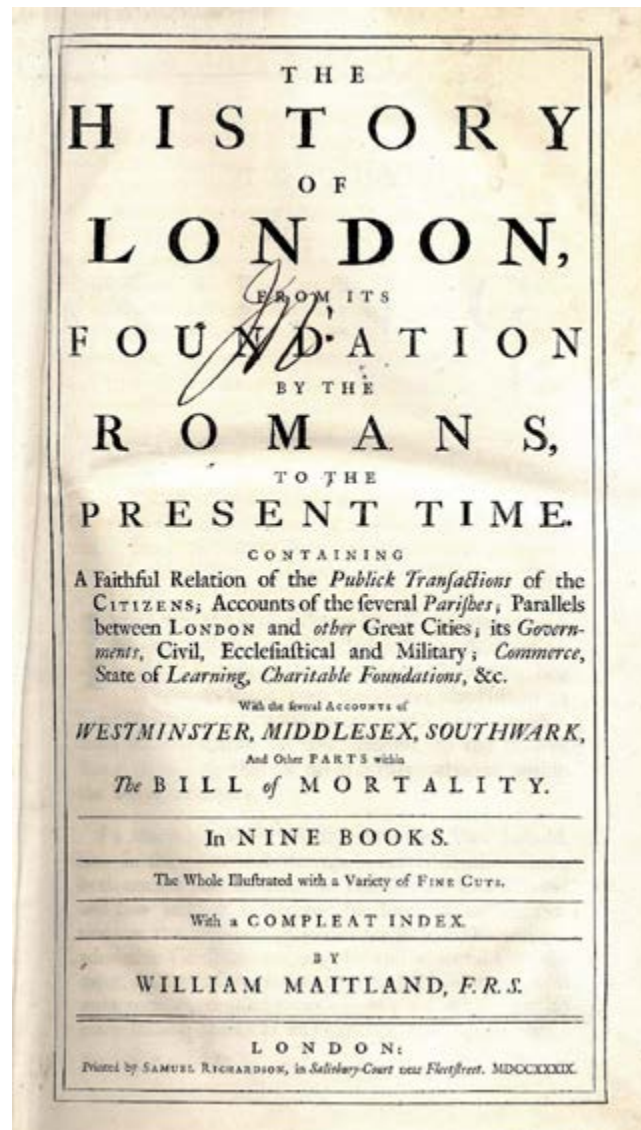 THE
HISTORY
OF
LONDON,
FROM ITS
FOUNDATION
BY THE
ROMANS,
TO THE
PRESENT TIME.
CONTAINING
A Faithful Relation of the Publick Tranſactions of the
CITIZENS; Accounts of the ſeveral Pariſhes; Parallels
between LONDON and other Great Cities; its Govern-
ments, Civil, Eccleſiaſtical and Military; Commerce,
State of Learning, Charitable Foundations, &c.
With the ſeveral ACCOUNTS of
WESTMINSTER, MIDDLESEX, SOUTHWARK,
And Other PARTS within
The BILL of MORTALITY.
In NINE BOOKS.
The Whole Illuſtrated with a Variety of FINE CUTS.
With a COMPLEAT INDEX.
BY
WILLIAM MAITLAND, F.R.S.
LONDON:
Printed by SAMUEL RICHARDSON, in Salisbury-Court near Fleetſtreet. MDCCXXXIX.